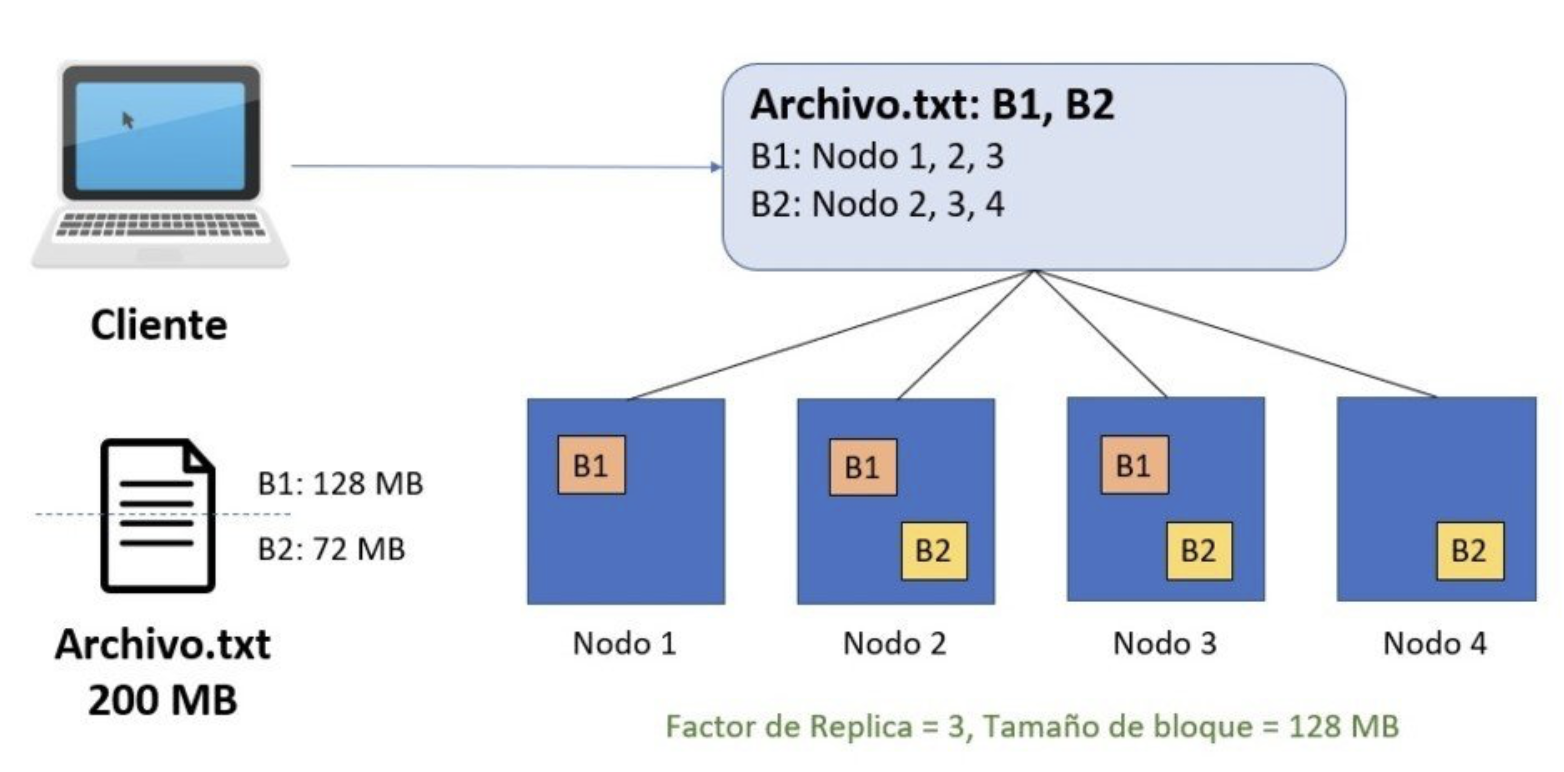 Archivo.txt: B1, B2
B1: Nodo 1, 2, 3
B2: Nodo 2, 3, 4
Cliente
B1: 128 MB
B2: 72 MB
Archivo.txt
200 MB
B1
B1
B2
B1
B2
B2
Nodo 1
Nodo 2
Nodo 3
Nodo 4
Factor de Replica = 3, Tamaño de bloque = 128 MB